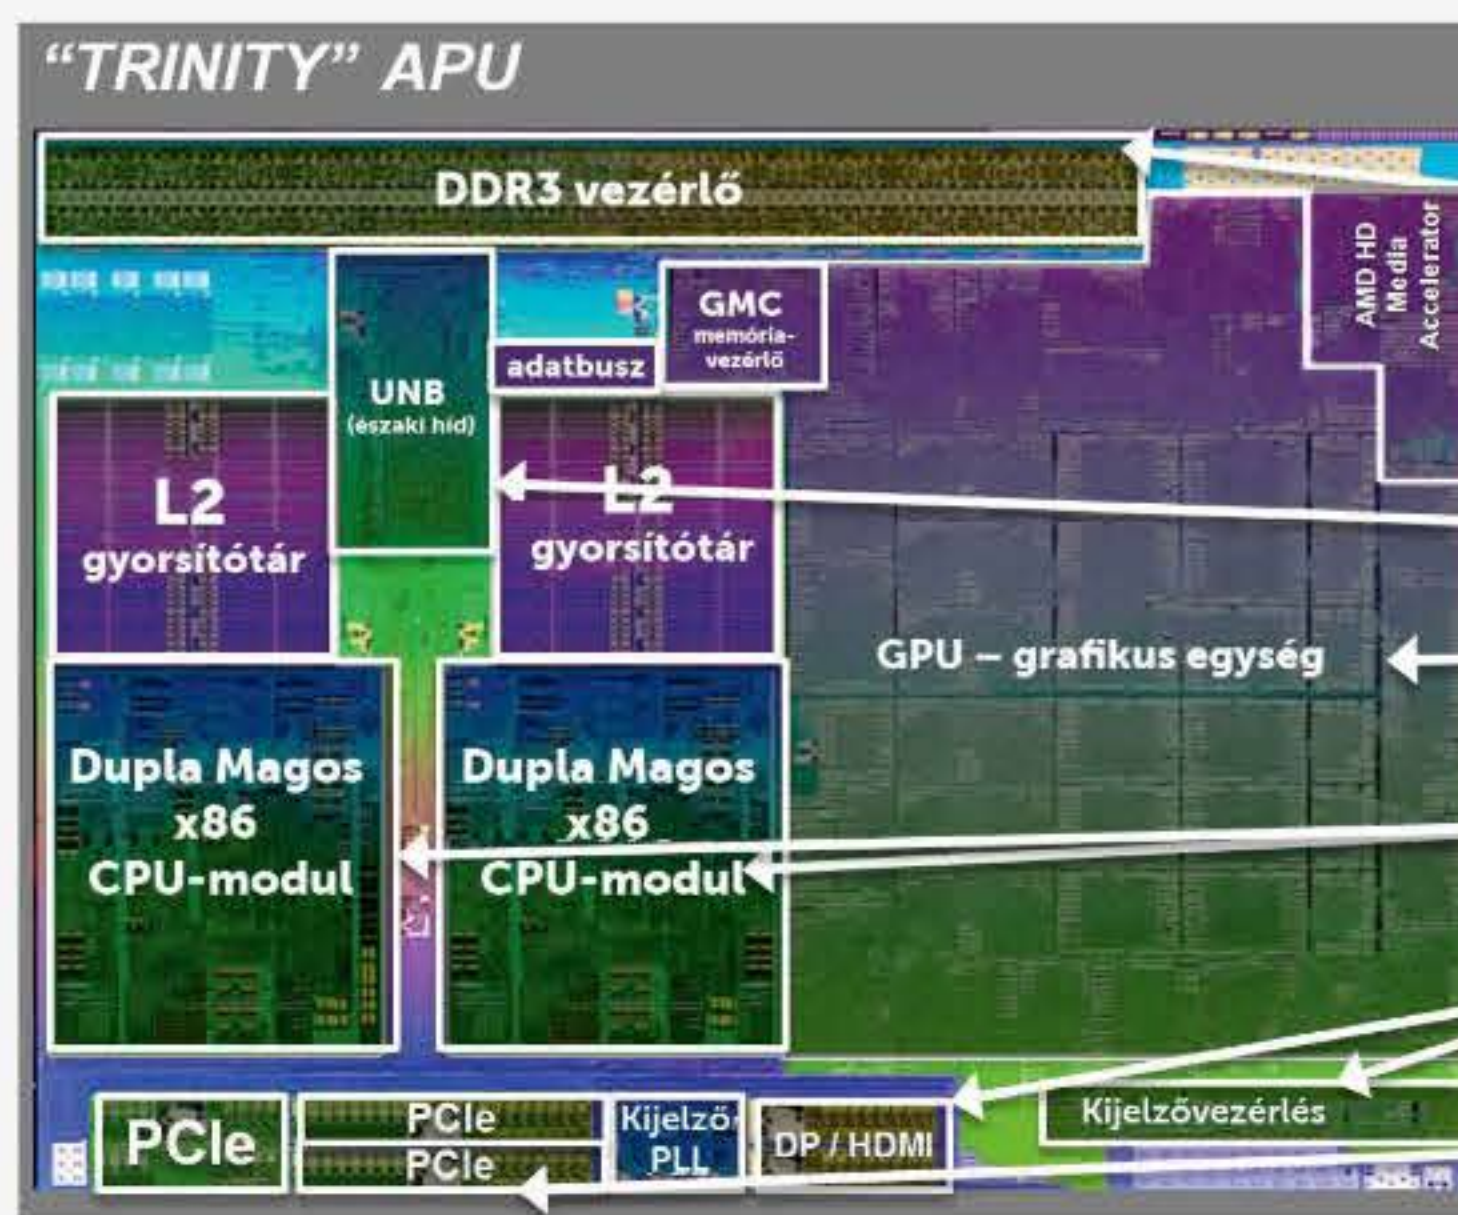 “TRINITY” APU
DDR3 vezérlő
AMD HD
Media
Accelerator
GMC
memória-
vezérlő
adatbusz
UNB
(északi híd)
L2
gyorsítótár
L2
gyorsítótár
GPU – grafikus egység
Dupla Magos
x86
CPU-modul
Dupla Magos
x86
CPU-modul
PCIe
PCIe
PCIe
Kijelző
PLL
DP / HDMI
Kijelzővezérlés